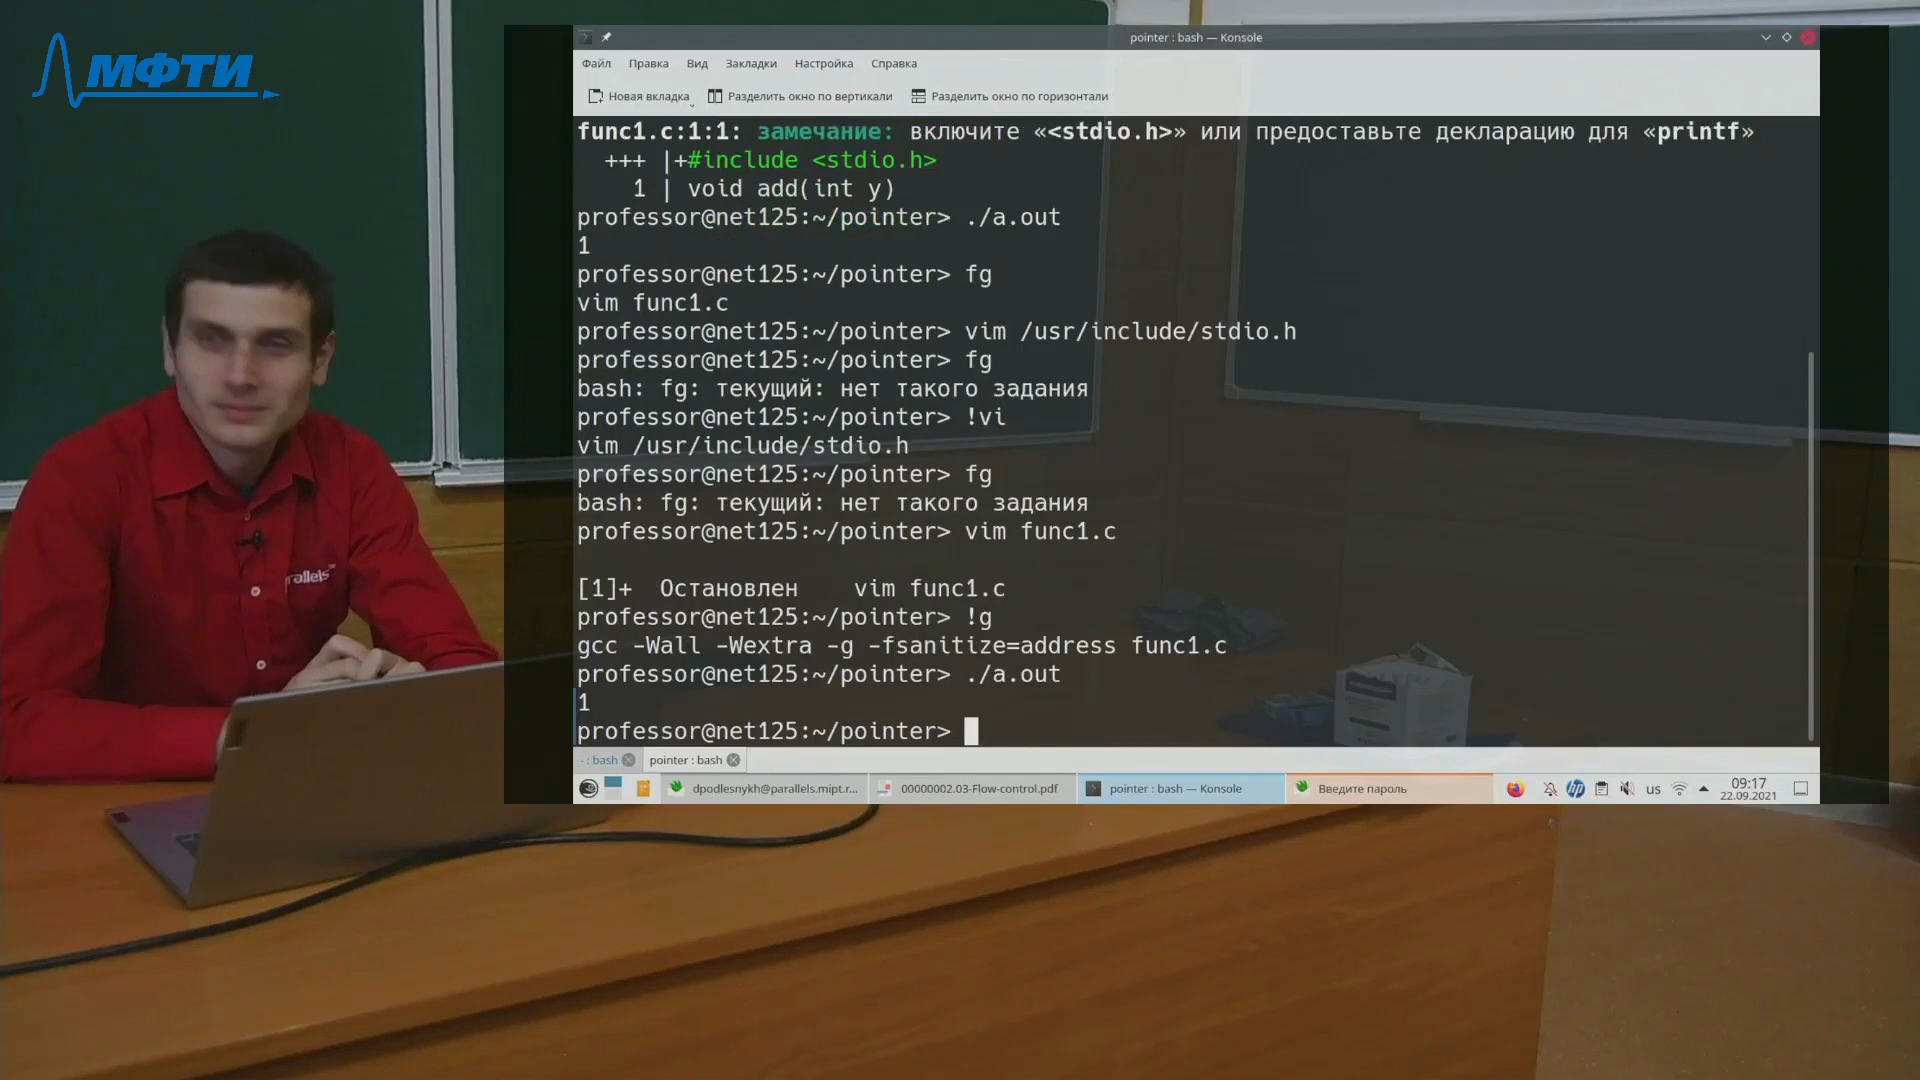 МФТИ
pointer : bash — Konsole
Файл Правка Вид Закладки Настройка Справка
Новая вкладка Разделить окно по вертикали Разделить окно по горизонтали
func1.c:1:1: замечание: включите «<stdio.h>» или предоставьте декларацию для «printf»
+++ |+#include <stdio.h>
1 | void add(int y)
professor@net125:~/pointer> ./a.out
1
professor@net125:~/pointer> fg
vim func1.c
professor@net125:~/pointer> vim /usr/include/stdio.h
professor@net125:~/pointer> fg
bash: fg: текущий: нет такого задания
professor@net125:~/pointer> !vi
vim /usr/include/stdio.h
professor@net125:~/pointer> fg
bash: fg: текущий: нет такого задания
professor@net125:~/pointer> vim func1.c
[1]+ Остановлен vim func1.c
professor@net125:~/pointer> !g
gcc -Wall -Wextra -g -fsanitize=address func1.c
professor@net125:~/pointer> ./a.out
1
professor@net125:~/pointer>
- : bash pointer : bash
dpodlesnykh@parallels.mipt.r... 00000002.03-Flow-control.pdf pointer : bash — Konsole Введите пароль us 09:17
22.09.2021
rallels